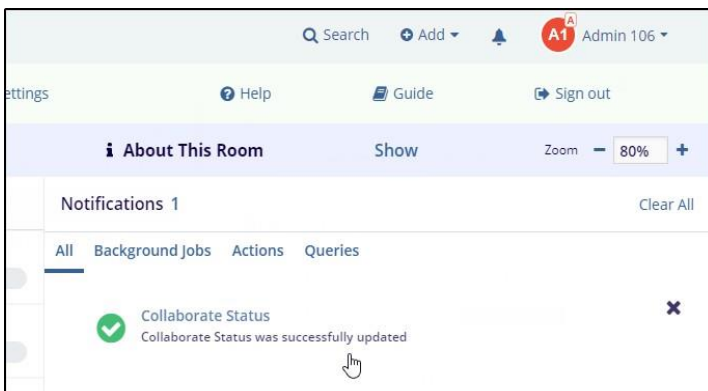 Search Add A1 A Admin 106
ettings Help Guide Sign out
i About This Room Show Zoom 80%
Notifications 1 Clear All
All Background Jobs Actions Queries
Collaborate Status
Collaborate Status was successfully updated